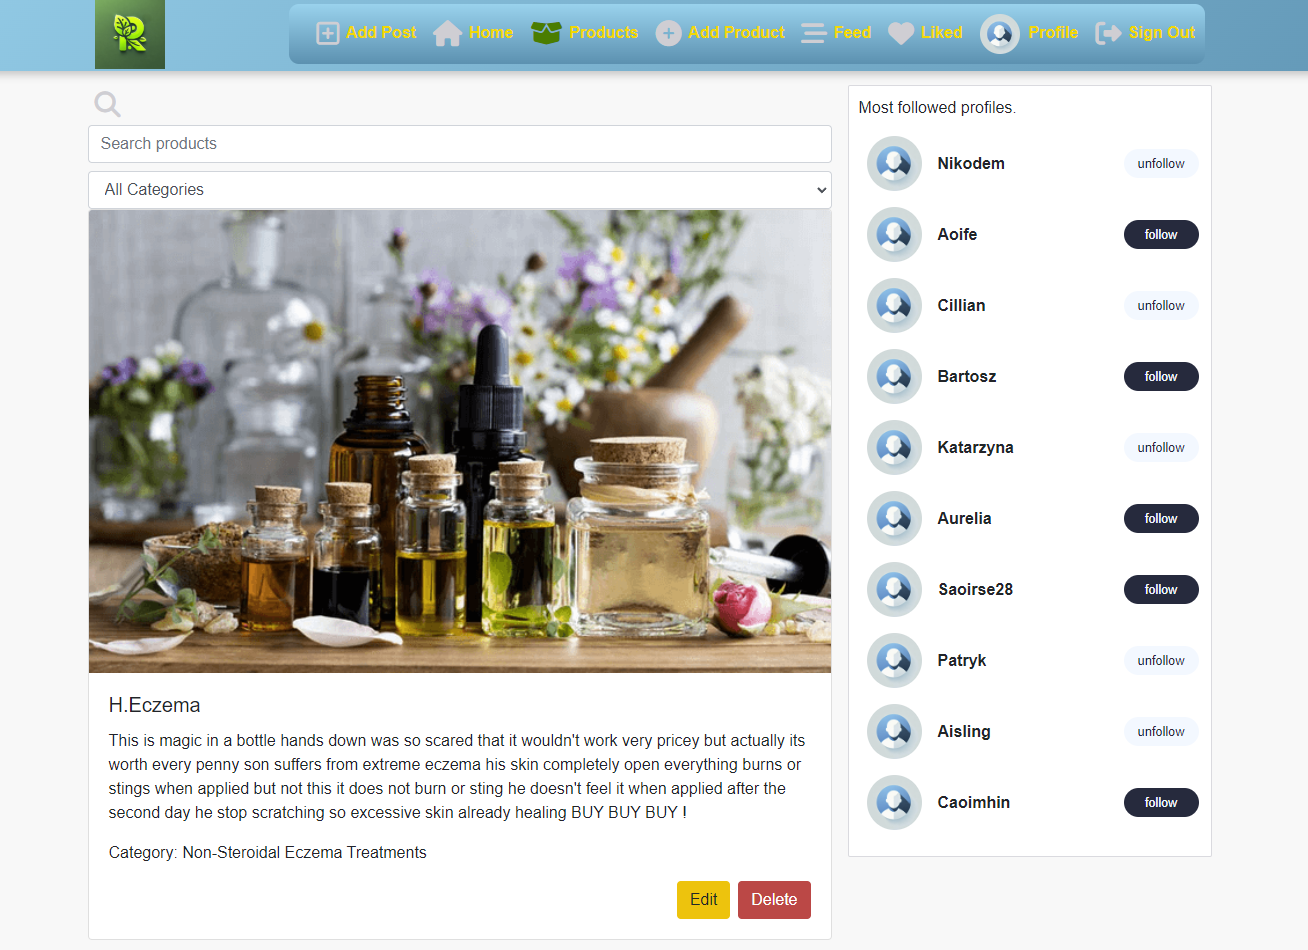 Add Post Home Products Add Product Feed Liked Profile Sign Out
Search products
All Categories
H.Eczema
This is magic in a bottle hands down was so scared that it wouldn't work very pricey but actually its
worth every penny son suffers from extreme eczema his skin completely open everything burns or
stings when applied but not this it does not burn or sting he doesn't feel it when applied after the
second day he stop scratching so excessive skin already healing BUY BUY BUY !
Category: Non-Steroidal Eczema Treatments
Edit Delete
Most followed profiles.
Nikodem unfollow
Aoife follow
Cillian unfollow
Bartosz follow
Katarzyna unfollow
Aurelia follow
Saoirse28 follow
Patryk unfollow
Aisling unfollow
Caoimhin follow